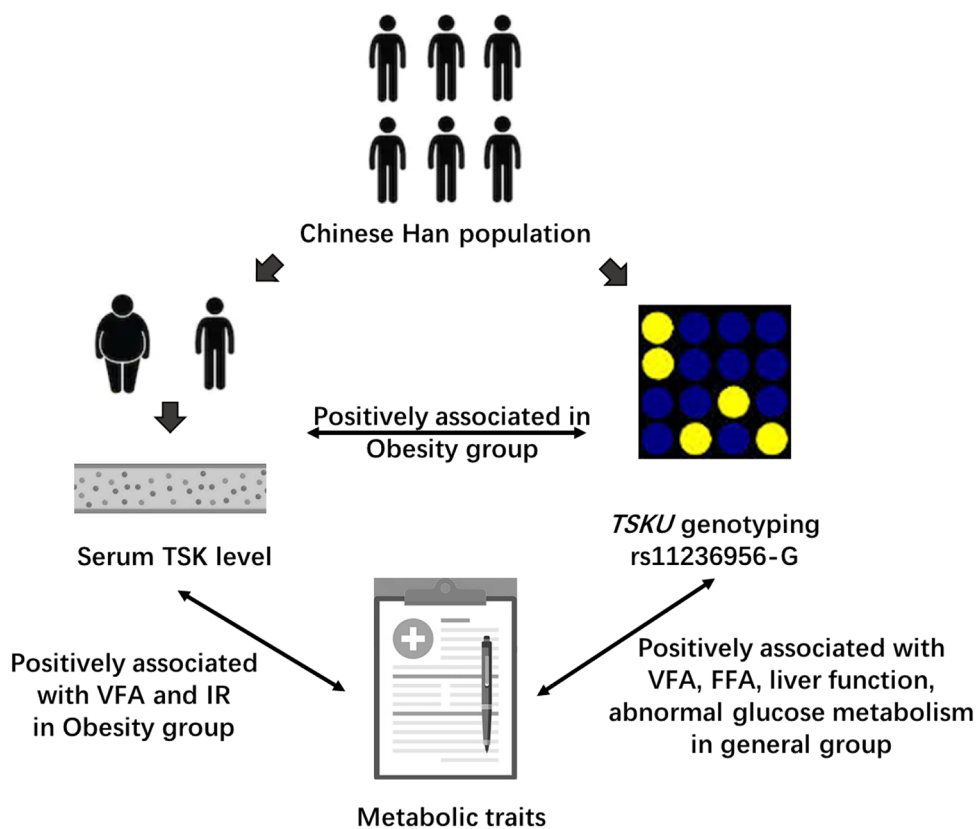 Chinese Han population
Positively associated in
Obesity group
Serum TSK level
TSKU genotyping
rs11236956-G
Positively associated
with VFA and IR
in Obesity group
Positively associated with
VFA, FFA, liver function,
abnormal glucose metabolism
in general group
Metabolic traits